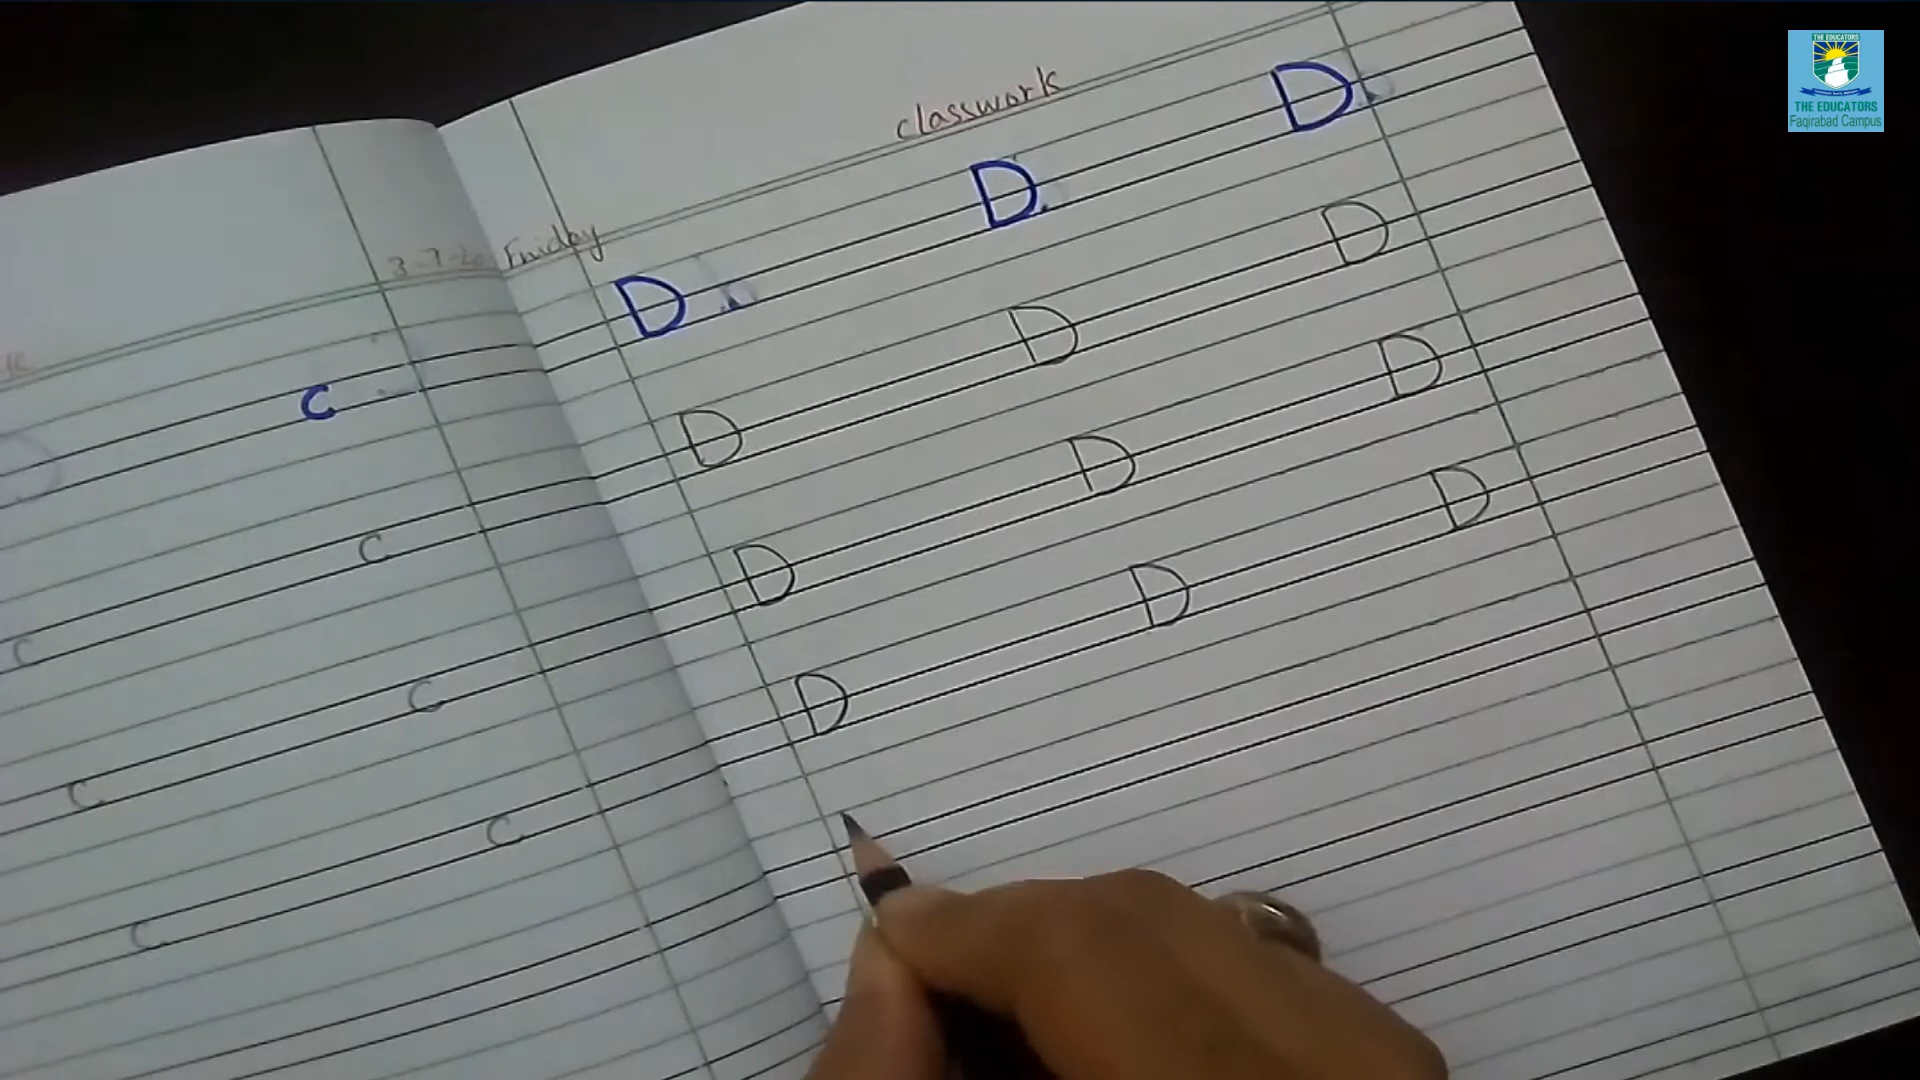 c
c
c
c
c
c
c
classwork
Friday
D D D
D D D
D D D
D D D
THE EDUCATORS
THE EDUCATORS
Faqirabad Campus